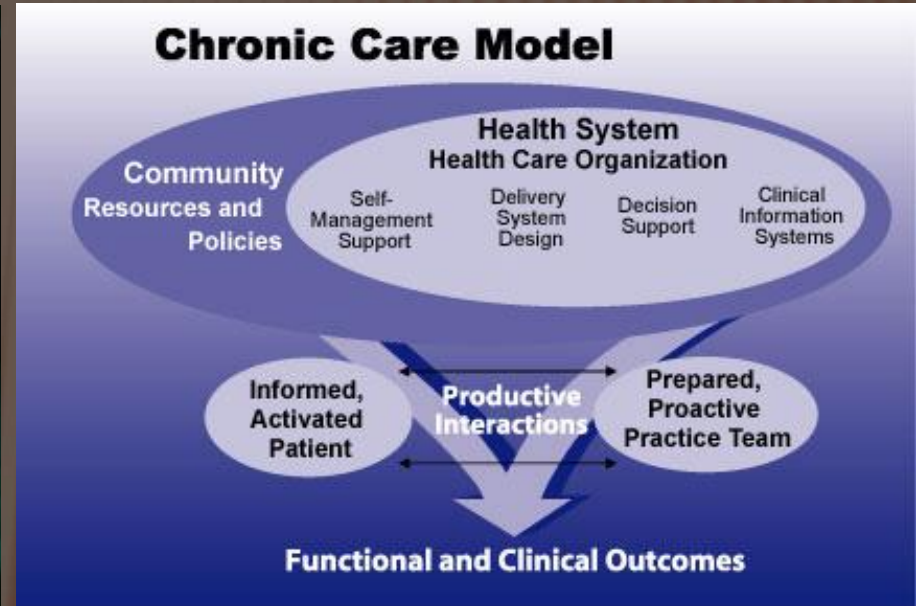 Chronic Care Model
Health System
Health Care Organization
Community
Resources and
Policies
Self-
Management
Support
Delivery
System
Design
Decision
Support
Clinical
Information
Systems
Informed,
Activated
Patient
Productive
Interactions
Prepared,
Proactive
Practice Team
Functional and Clinical Outcomes